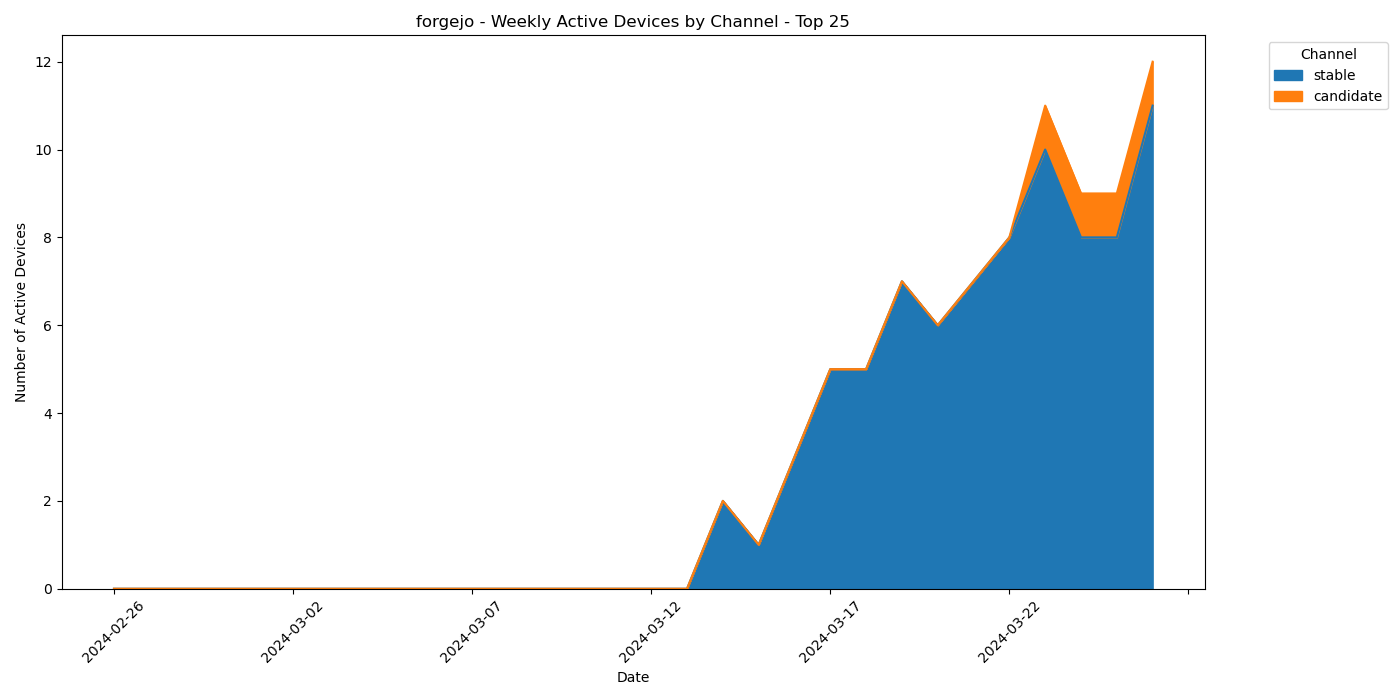 forgejo - Weekly Active Devices by Channel - Top 25
Channel
stable
candidate
Number of Active Devices
12
10
8
6
4
2
0
2024-02-26
2024-03-02
2024-03-07
2024-03-12
2024-03-17
2024-03-22
Date